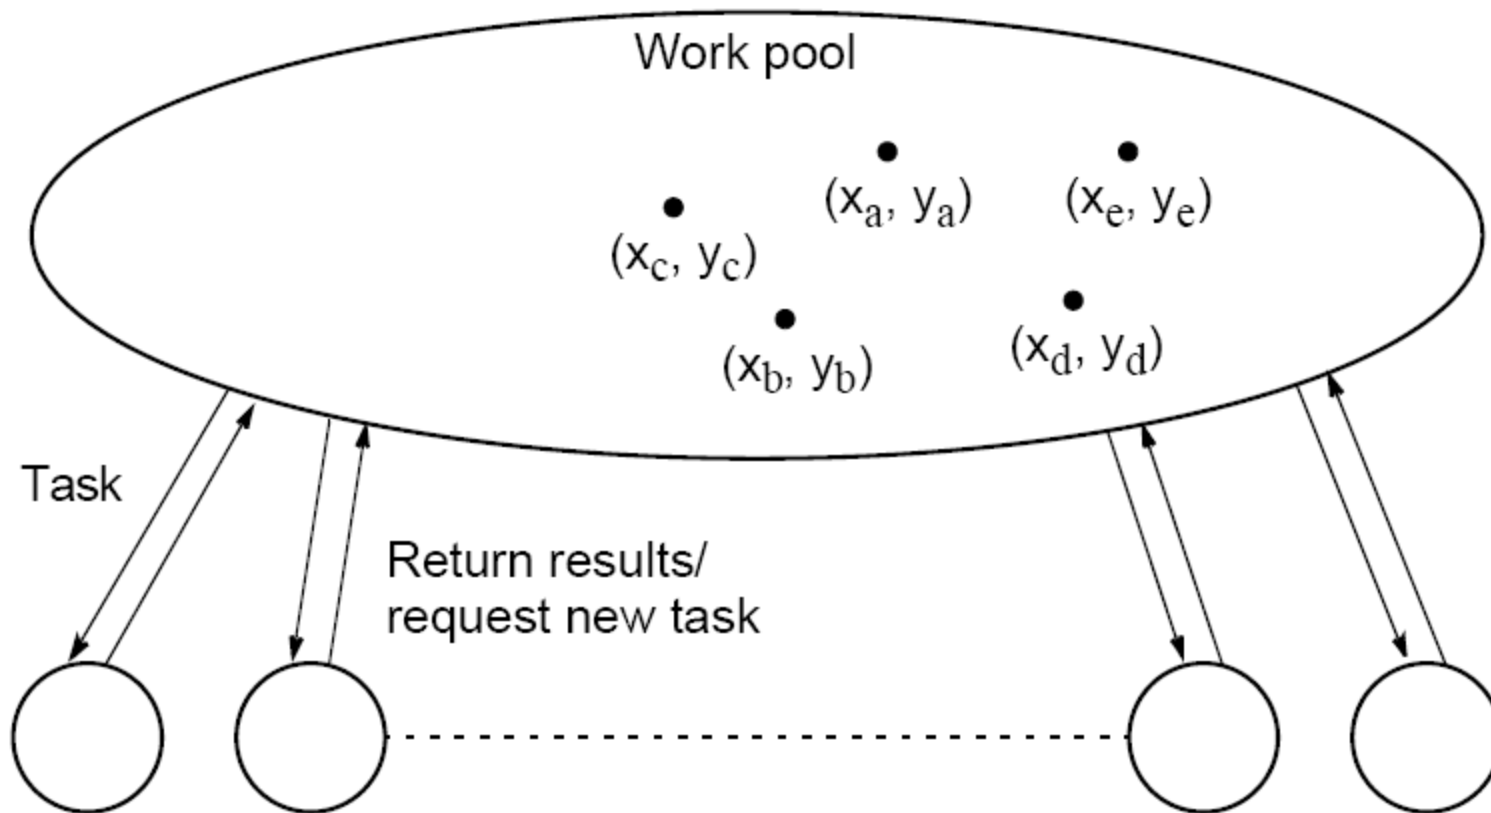 Work pool
(xa, ya)
(xe, ye)
(xc, yc)
(xb, yb)
(xd, yd)
Task
Return results/
request new task